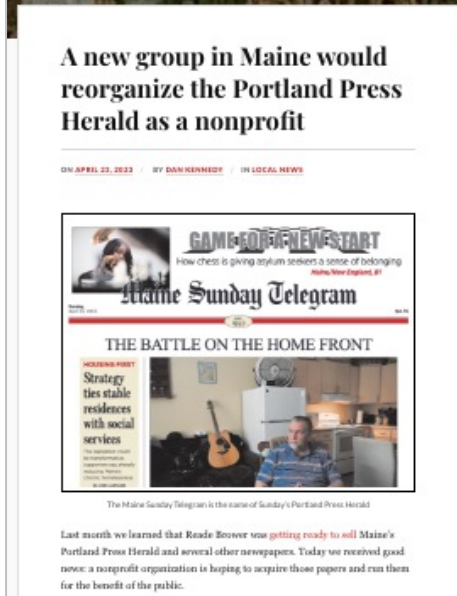 A new group in Maine would
reorganize the Portland Press
Herald as a nonprofit
ON APRIL 23, 2023 / BY DAN KENNEDY / IN LOCAL NEWS
GAME FOR A NEW START
How chess is giving asylum seekers a sense of belonging
Maine/New England, B1
Maine Sunday Telegram
THE BATTLE ON THE HOME FRONT
HOUSING FIRST
Strategy
ties stable
residences
with social
services
The Maine Sunday Telegram is the name of Sunday's Portland Press Herald
Last month we learned that Reade Brower was getting ready to sell Maine's
Portland Press Herald and several other newspapers. Today we received good
news: a nonprofit organization is hoping to acquire those papers and run them
for the benefit of the public.